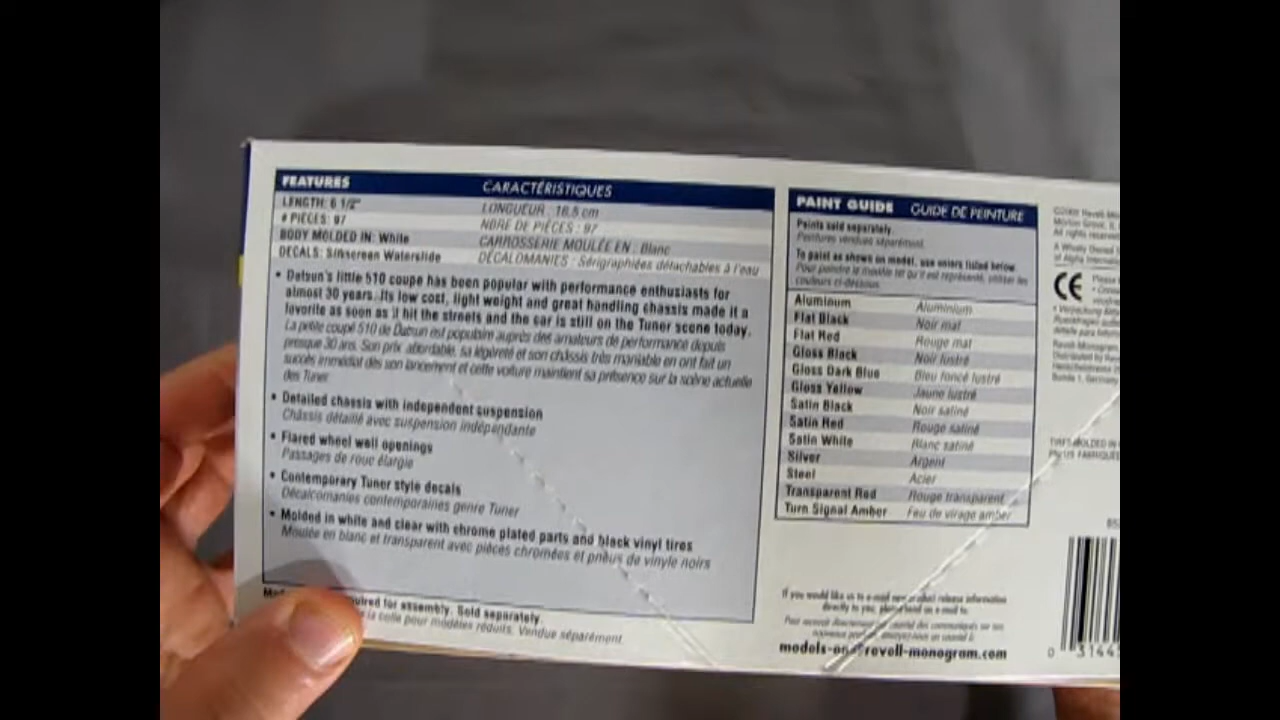 FEATURES CARACTÉRISTIQUES
LENGTH: 6 1/2" LONGUEUR : 16,5 cm
# PIECES: 97 NBRE DE PIÈCES : 97
BODY MOLDED IN: White CARROSSERIE MOULÉE EN : Blanc
DECALS: Silkscreen Waterslide DÉCALOMANIES : Sérigraphiées détachables à l'eau
• Datsun's little 510 coupe has been popular with performance enthusiasts for
almost 30 years. Its low cost, light weight and great handling chassis made it a
favorite as soon as it hit the streets and the car is still on the Tuner scene today.
La petite coupé 510 de Datsun est populaire auprès des amateurs de performance depuis
presque 30 ans. Son prix abordable, sa légèreté et son châssis très maniable en ont fait un
succès immédiat dès son lancement et cette voiture maintient sa présence sur la scène actuelle
des Tuner.
• Detailed chassis with independent suspension
Châssis détaillé avec suspension indépendante
• Flared wheel well openings
Passages de roue élargie
• Contemporary Tuner style decals
Décalcomanies contemporaines genre Tuner
• Molded in white and clear with chrome plated parts and black vinyl tires
Moulée en blanc et transparent avec pièces chromées et pneus de vinyle noirs
required for assembly. Sold separately.
la colle pour modèles réduits. Vendue séparément.
PAINT GUIDE GUIDE DE PEINTURE
Paints sold separately.
Peintures vendues séparément.
To paint as shown on model, use colors listed below.
Pour peindre le modèle tel qu'il est représenté, utiliser les
couleurs ci-dessous.
Aluminum Aluminium
Flat Black Noir mat
Flat Red Rouge mat
Gloss Black Noir lustré
Gloss Dark Blue Bleu foncé lustré
Gloss Yellow Jaune lustré
Satin Black Noir satiné
Satin Red Rouge satiné
Satin White Blanc satiné
Silver Argent
Steel Acier
Transparent Red Rouge transparent
Turn Signal Amber Feu de virage amber
If you would like us to e-mail new product release information
directly to you, please send an e-mail to:
revell-monogram.com
CE
0 3144